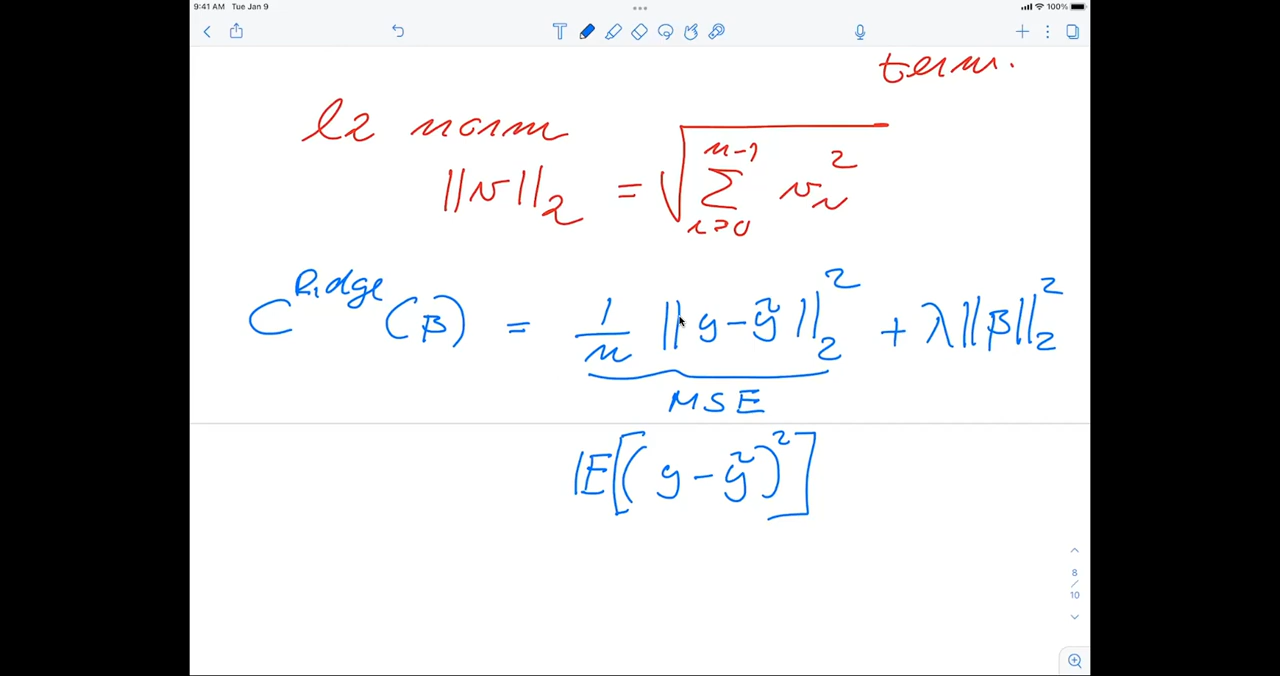 9:41 AM Tue Jan 9
100%
term.
l2 norm
||v||_2 = √(∑_{i=0}^{n-1} v_i^2)
C^{Ridge}(β) = 1/n ||y - ỹ||_2^2 + λ||β||_2^2
MSE
𝔼[(y - ỹ)^2]
8
/
10